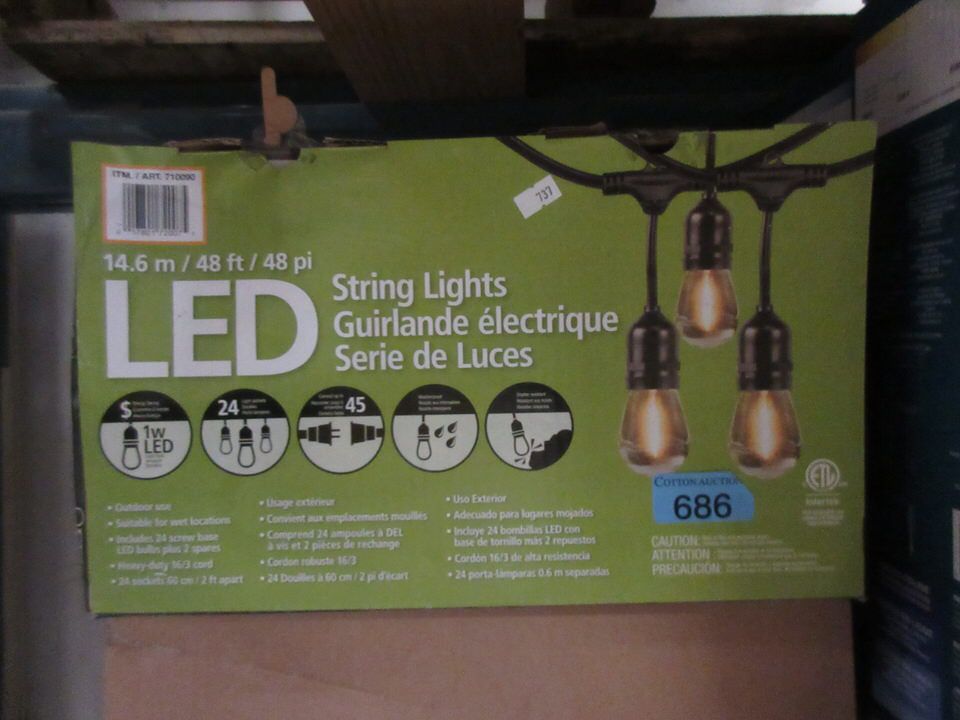 ITM. / ART. 710090
737
14.6 m / 48 ft / 48 pi
LED
String Lights
Guirlande électrique
Serie de Luces
$
1w
LED
24
45
Waterproof
• Outdoor use
• Suitable for wet locations
• Includes 24 screw base
LED bulbs plus 2 spares
• Heavy-duty 16/3 cord
• 24 sockets 60 cm / 2 ft apart
• Usage extérieur
• Convient aux emplacements mouillés
• Comprend 24 ampoules à DEL
à vis et 2 pièces de rechange
• Cordon robuste 16/3
• 24 Douilles à 60 cm / 2 pi d'écart
• Uso Exterior
• Adecuado para lugares mojados
• Incluye 24 bombillas LED con
base de tornillo más 2 repuestos
• Cordón 16/3 de alta resistencia
• 24 porta-lámparas 0.6 m separadas
COTTON AUCTION
686
ETL
Intertek
CAUTION:
ATTENTION :
PRECAUCIÓN: